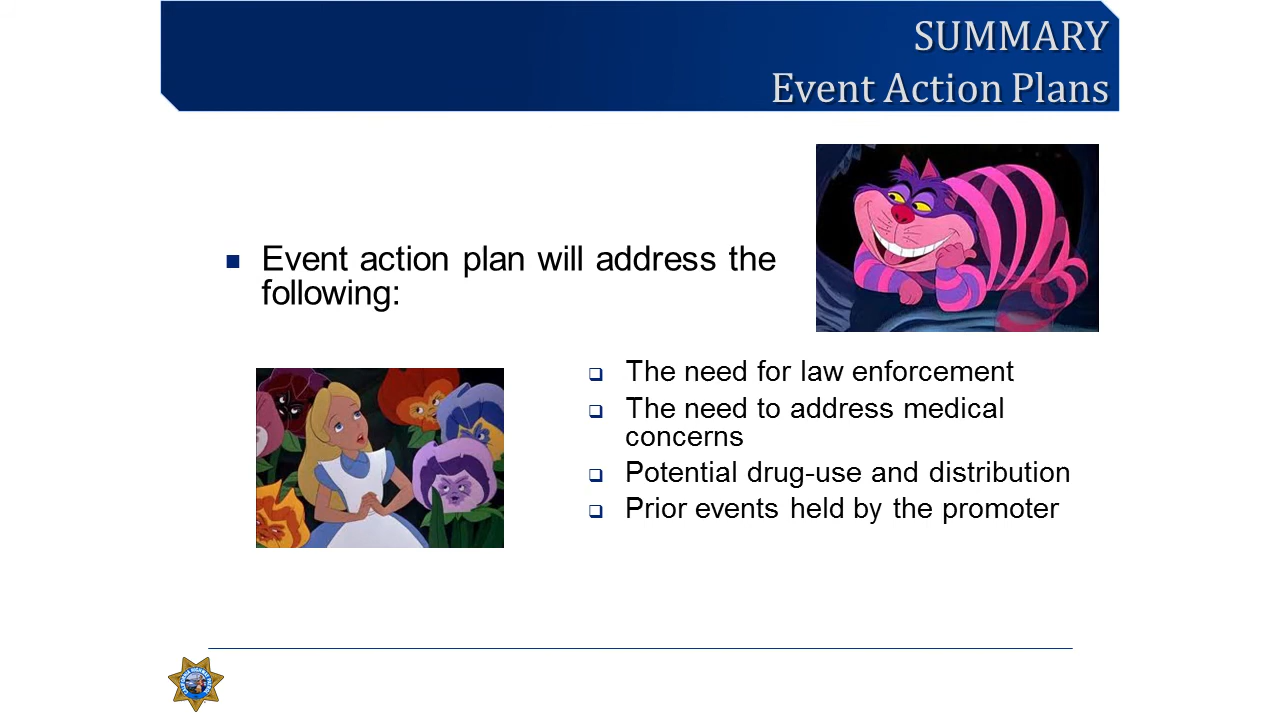 SUMMARY
Event Action Plans
Event action plan will address the
following:
The need for law enforcement
The need to address medical
concerns
Potential drug-use and distribution
Prior events held by the promoter